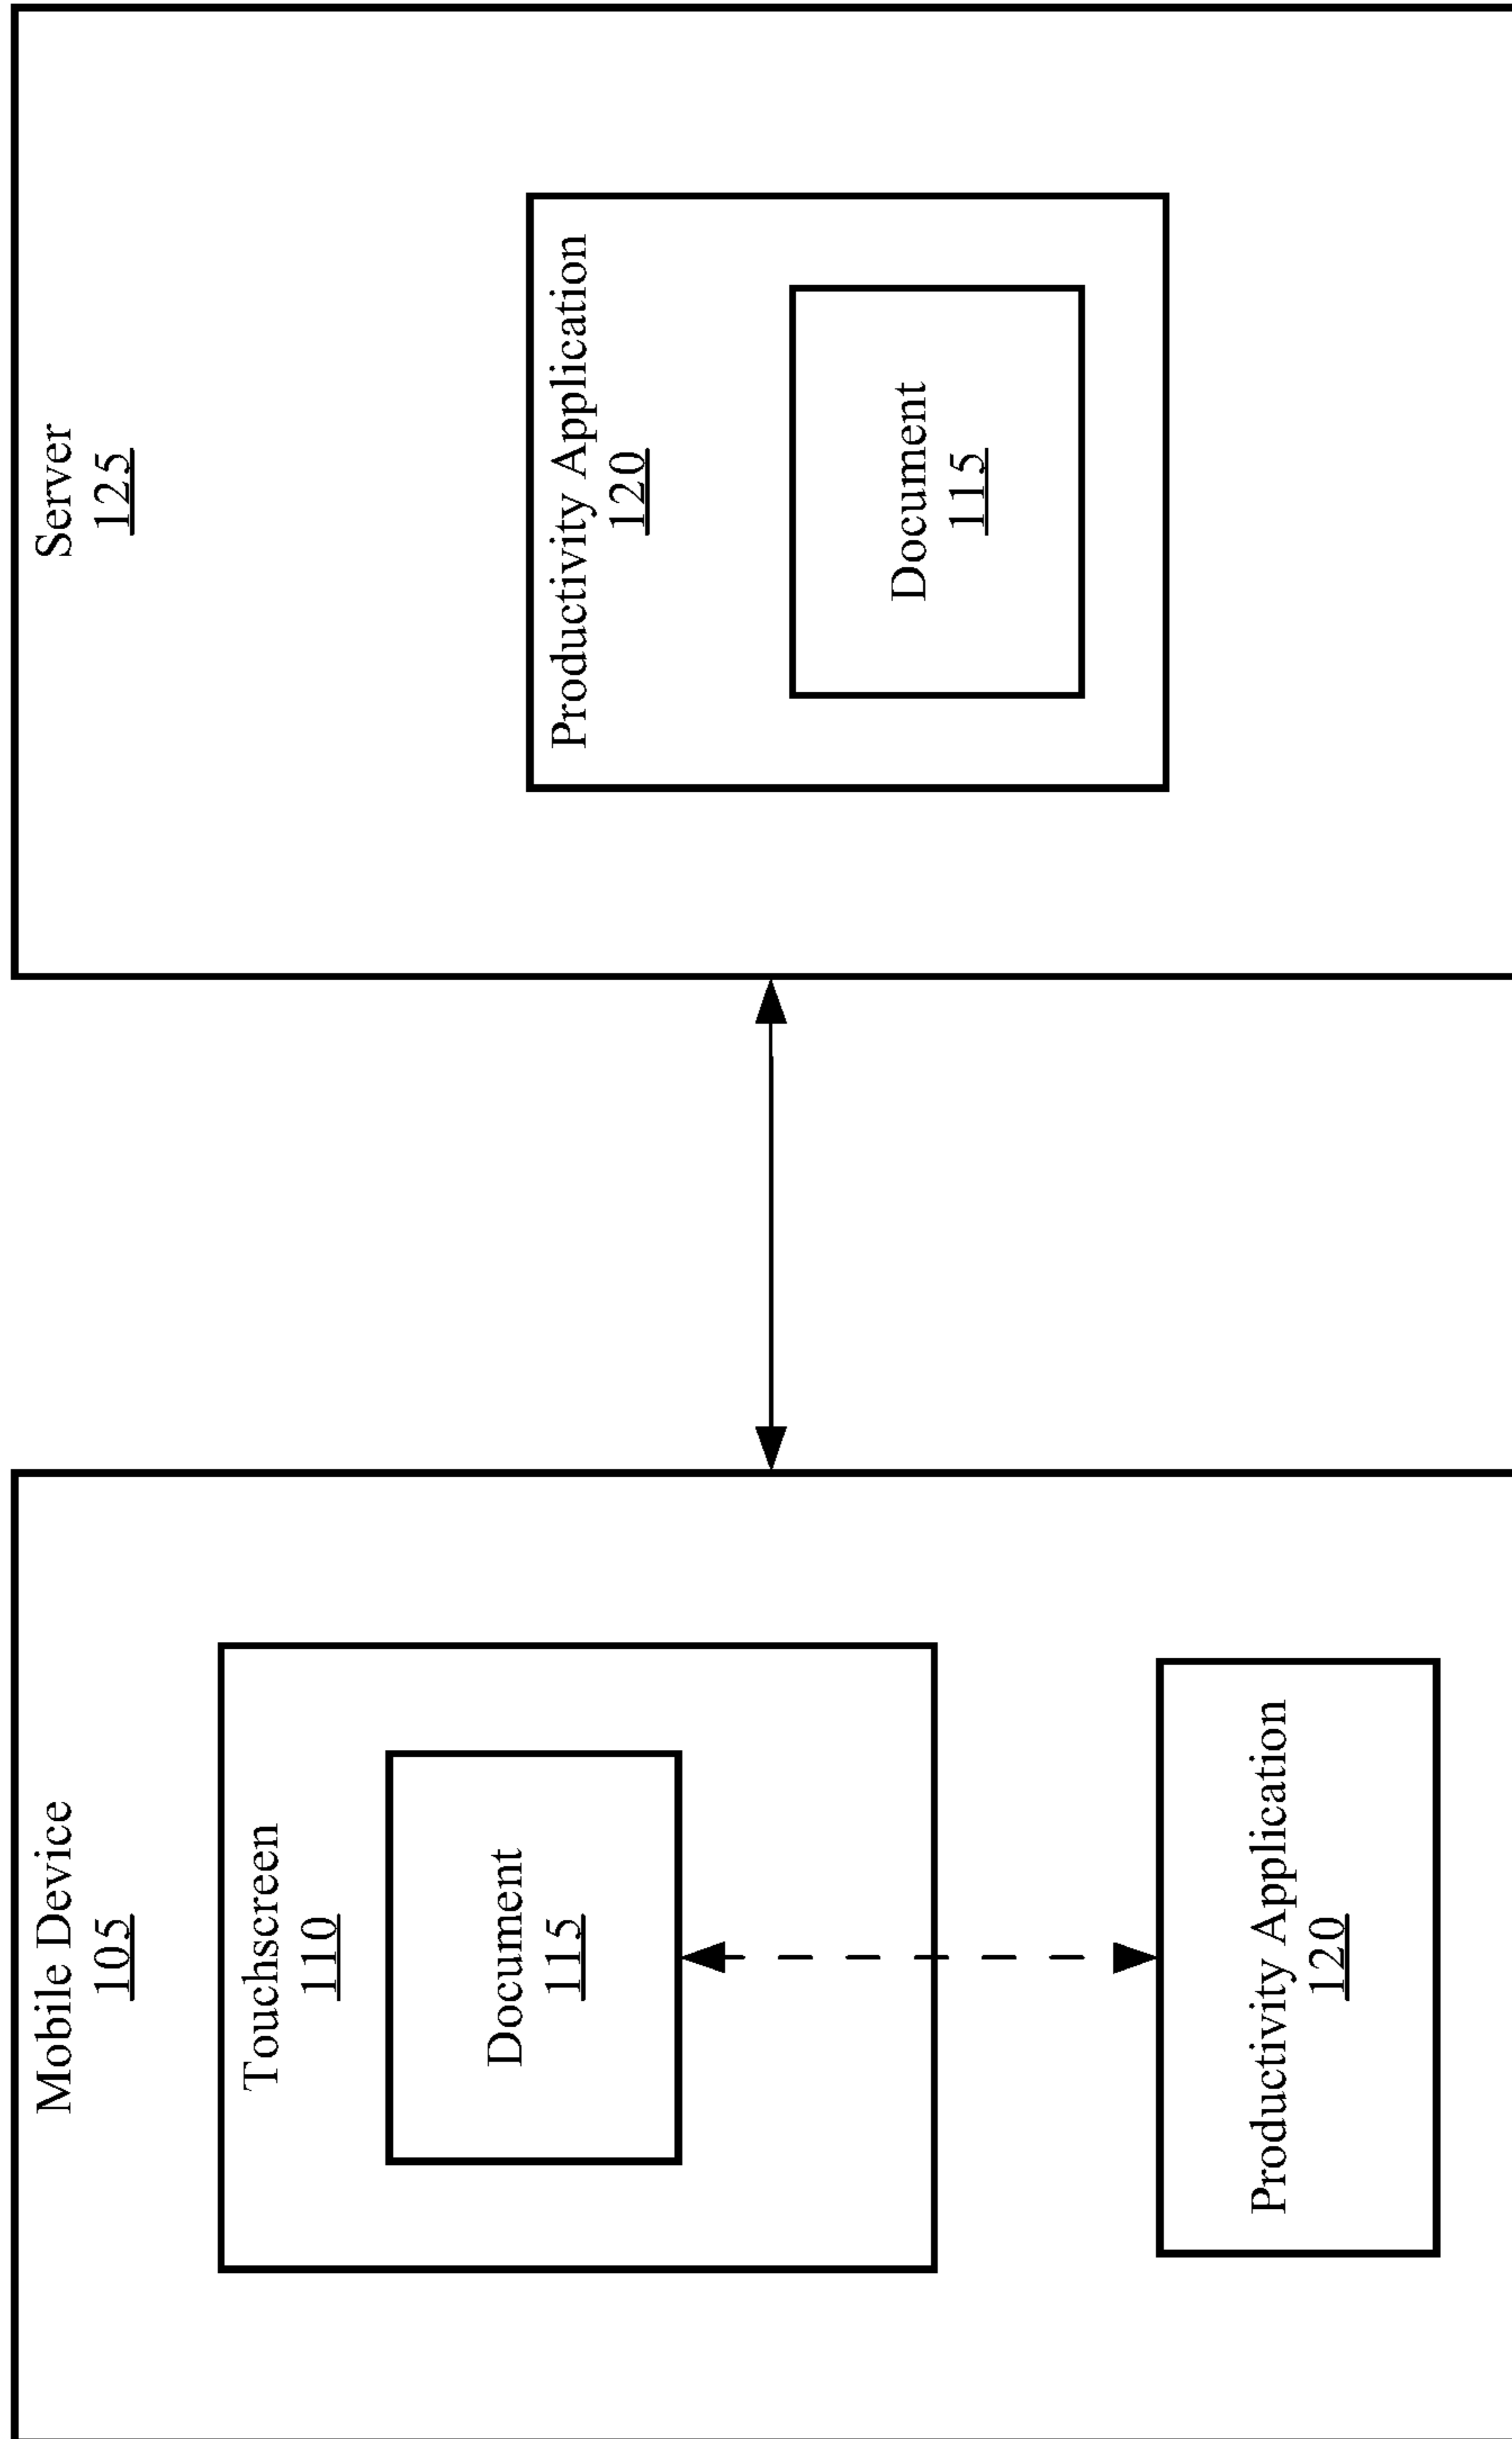 Mobile Device
105
Touchscreen
110
Document
115
Productivity Application
120
Server
125
Productivity Application
120
Document
115